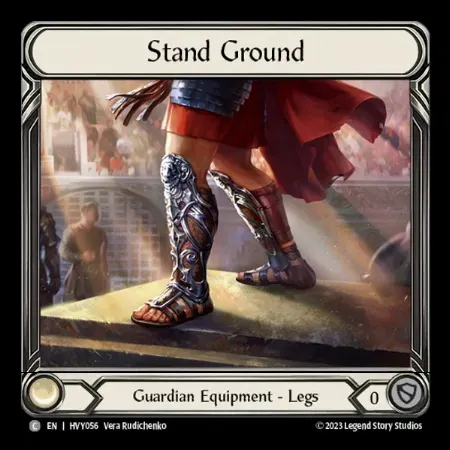 Stand Ground
Guardian Equipment - Legs
0
C EN | HVY056 Vera Rudichenko
©2023 Legend Story Studios